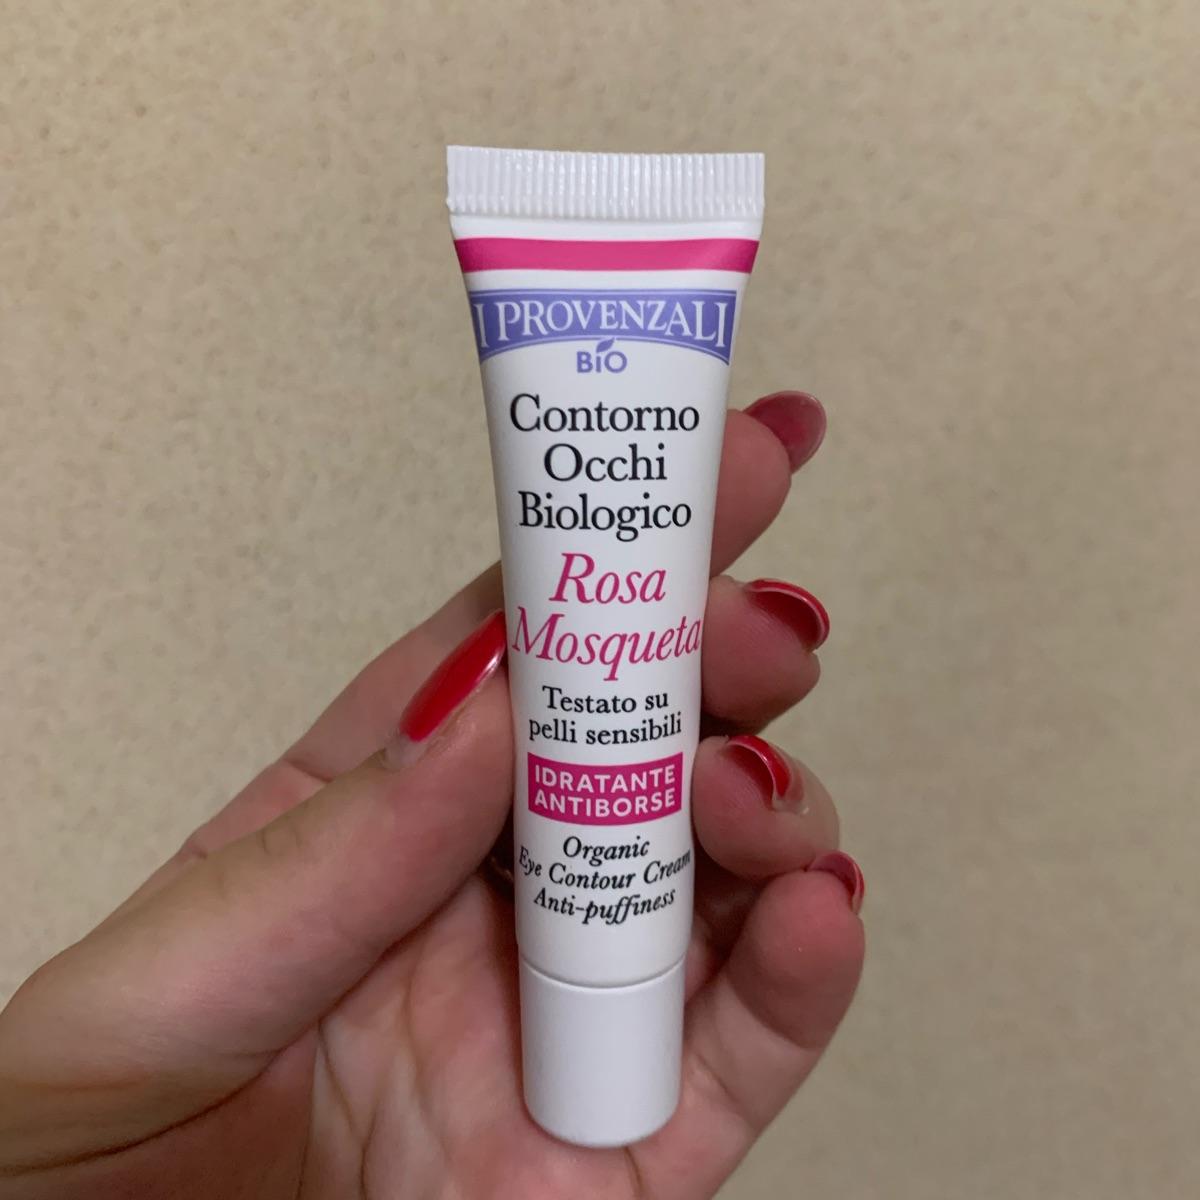 I PROVENZALI
BIO
Contorno
Occhi
Biologico
Rosa
Mosqueta
Testato su
pelli sensibili
IDRATANTE
ANTIBORSE
Organic
Eye Contour Cream
Anti-puffiness